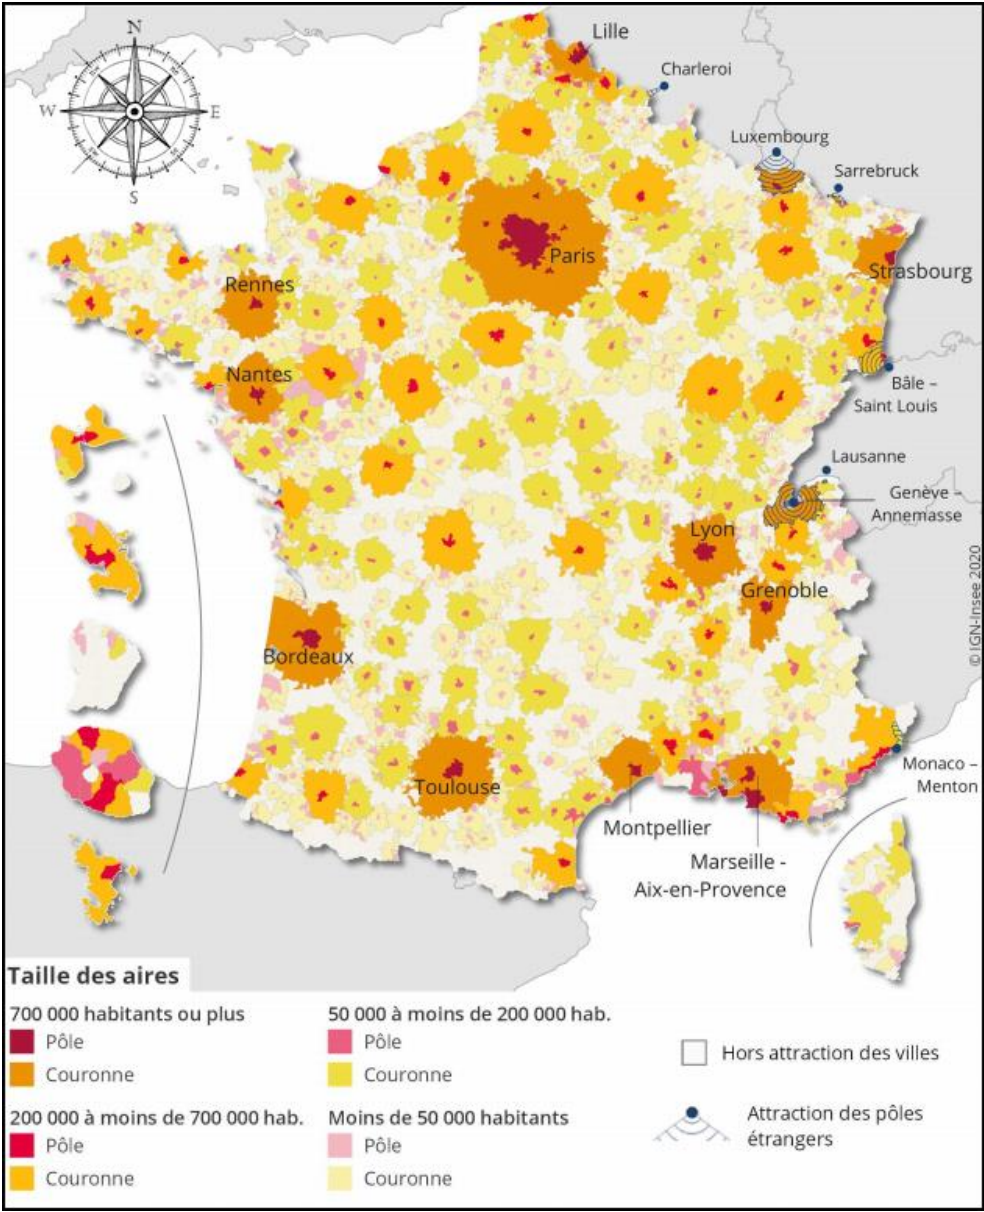 N
W
E
S
Lille
Charleroi
Luxembourg
Sarrebruck
Paris
Strasbourg
Rennes
Nantes
Bâle –
Saint Louis
Lausanne
Genève –
Annemasse
Lyon
Grenoble
Bordeaux
© IGN-Insee 2020
Toulouse
Monaco –
Menton
Montpellier
Marseille -
Aix-en-Provence
Taille des aires
700 000 habitants ou plus
Pôle
Couronne
200 000 à moins de 700 000 hab.
Pôle
Couronne
50 000 à moins de 200 000 hab.
Pôle
Couronne
Moins de 50 000 habitants
Pôle
Couronne
Hors attraction des villes
Attraction des pôles
étrangers